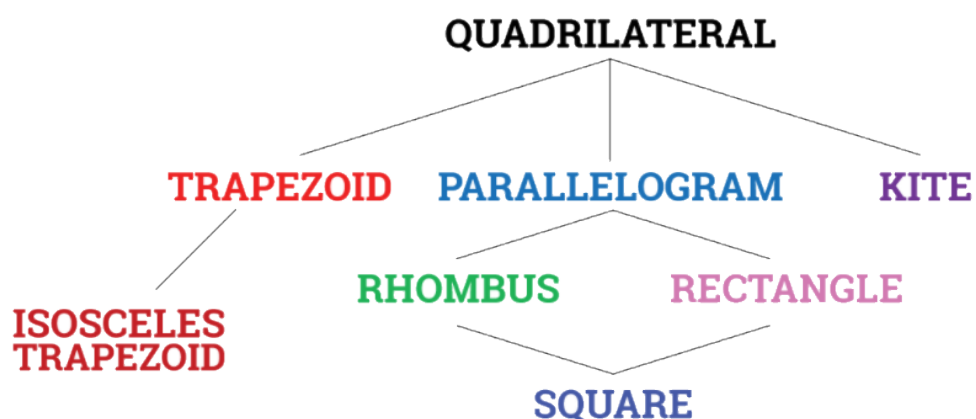 QUADRILATERAL
TRAPEZOID
PARALLELOGRAM
KITE
RHOMBUS
RECTANGLE
ISOSCELES
TRAPEZOID
SQUARE